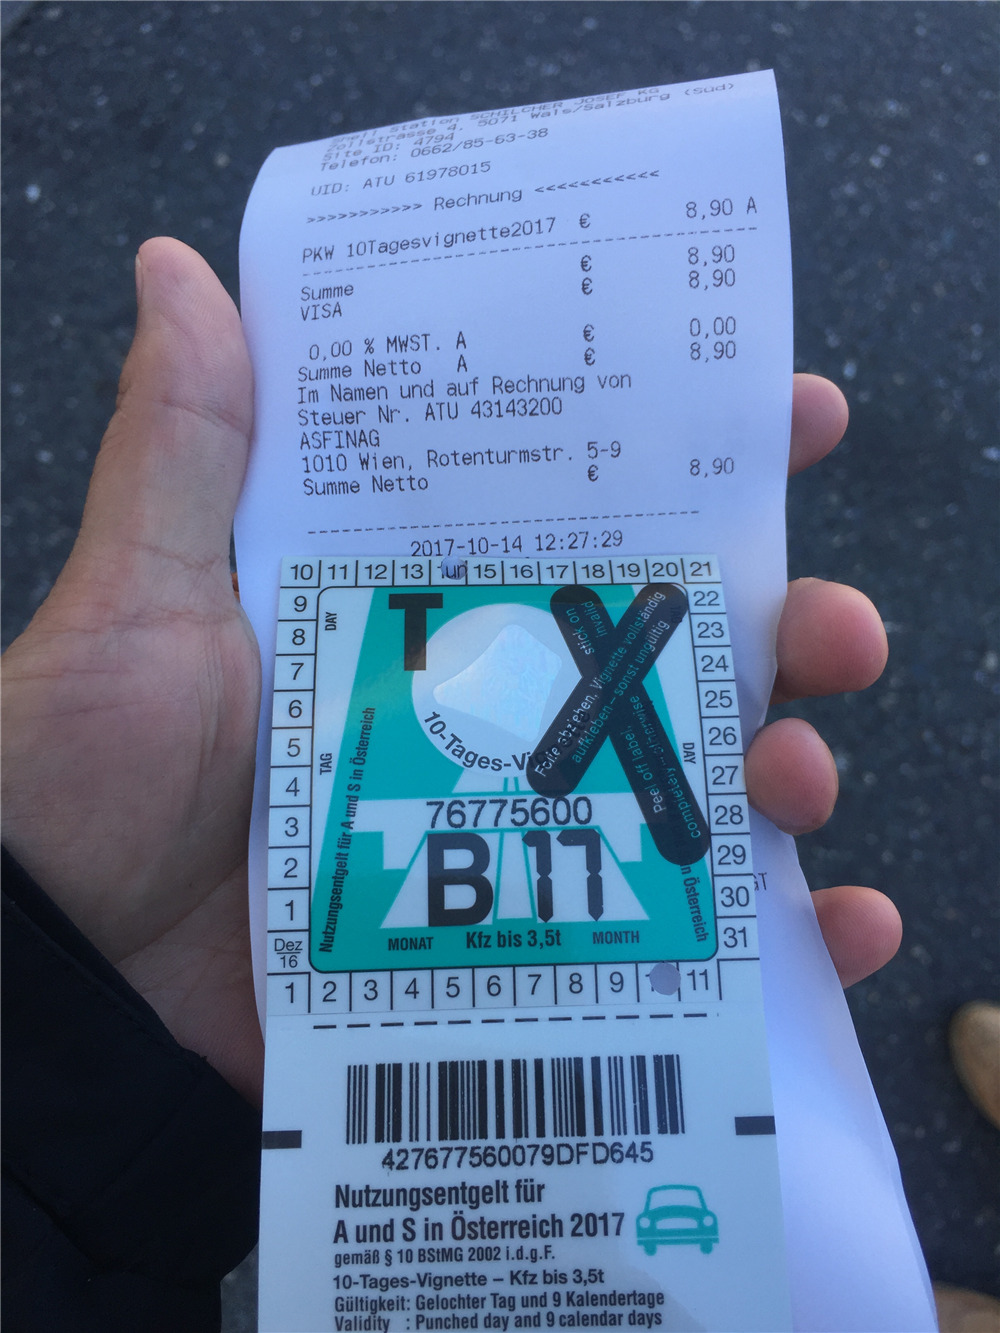 Shell Station SCHILCHER JOSEF KG
Zollstrasse 4, 5071 Wals/Salzburg (Süd)
Site ID: 4794
Telefon: 0662/85-63-38
UID: ATU 61978015
>>>>>>>>>>> Rechnung <<<<<<<<<<<
PKW 10Tagesvignette2017 € 8,90 A
Summe € 8,90
VISA € 8,90
0,00 % MWST. A € 0,00
Summe Netto A € 8,90
Im Namen und auf Rechnung von
Steuer Nr. ATU 43143200
ASFINAG
1010 Wien, Rotenturmstr. 5-9
Summe Netto € 8,90
2017-10-14 12:27:29
10 11 12 13 15 16 17 18 19 20 21
9 8 7 6 5 4 3 2 1
Dez 16
22 23 24 25 26 27 28 29 30 31
DAY
TAG
DAY
T X
stick on
invalid
Folie abziehen, Vignette vollständig
aufkleben – sonst ungültig
Peel off label,
completely – otherwise
10-Tages-Vi
Nutzungsentgelt für A und S in Österreich
in Österreich
76775600
B 17
MONAT Kfz bis 3,5t MONTH
1 2 3 4 5 6 7 8 9 11
427677560079DFD645
Nutzungsentgelt für
A und S in Österreich 2017
gemäß § 10 BStMG 2002 i.d.g.F.
10-Tages-Vignette – Kfz bis 3,5t
Gültigkeit: Gelochter Tag und 9 Kalendertage
Validity : Punched day and 9 calendar days